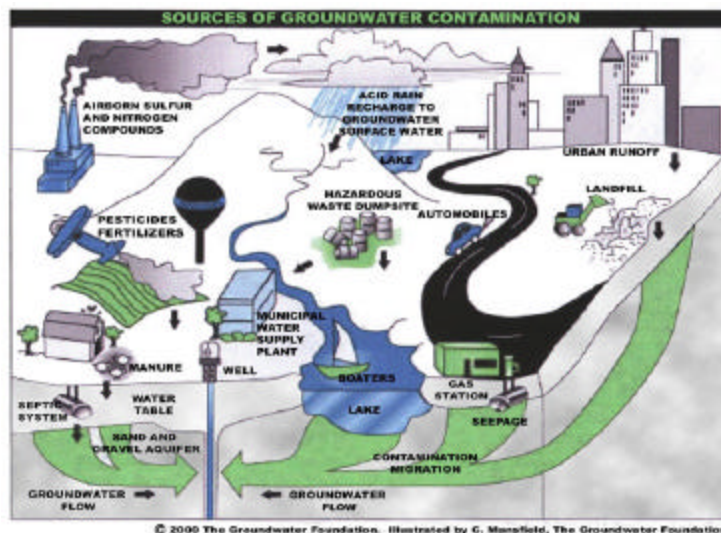 SOURCES OF GROUNDWATER CONTAMINATION
AIRBORN SULFUR
AND NITROGEN
COMPOUNDS
ACID RAIN
RECHARGE TO
GROUNDWATER
SURFACE WATER
LAKE
URBAN RUNOFF
LANDFILL
HAZARDOUS
WASTE DUMPSITE
AUTOMOBILES
PESTICIDES
FERTILIZERS
MUNICIPAL
WATER
SUPPLY
PLANT
MANURE
WELL
BOATERS
GAS
STATION
SEPTIC
SYSTEM
WATER
TABLE
LAKE
SEEPAGE
SAND AND
GRAVEL AQUIFER
CONTAMINATION
MIGRATION
GROUNDWATER
FLOW
GROUNDWATER
FLOW
© 2000 The Groundwater Foundation. Illustrated by C. Mansfield, The Groundwater Foundation